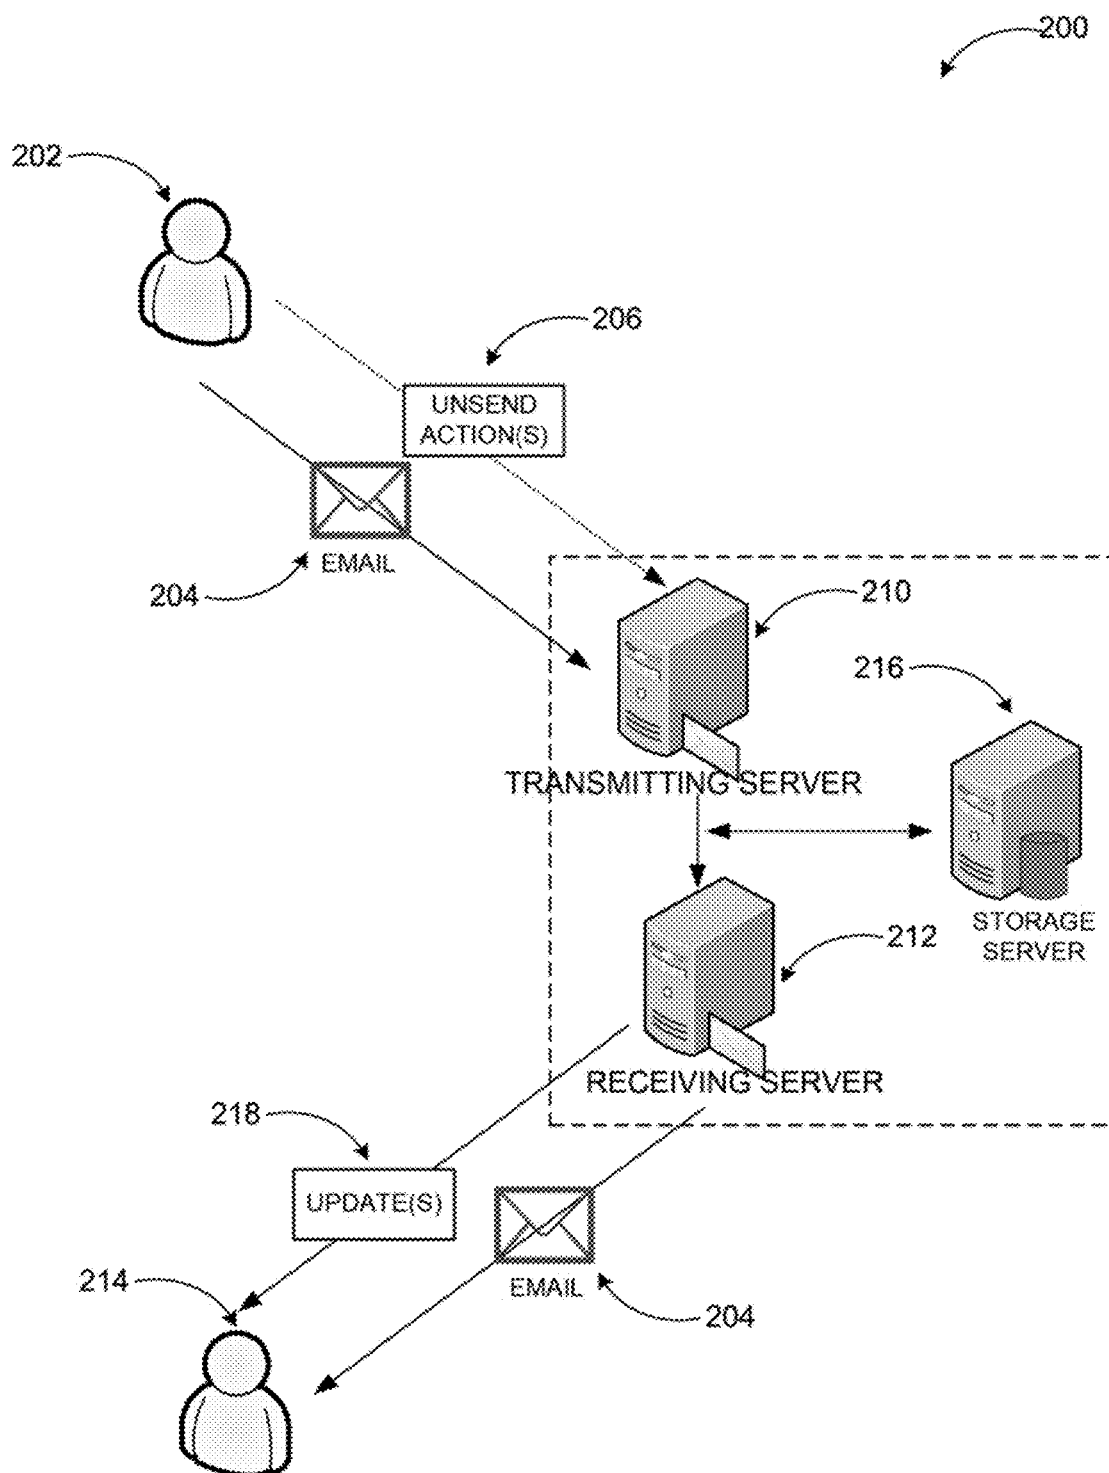 200
202
206
UNSEND
ACTION(S)
EMAIL
204
210
216
TRANSMITTING SERVER
STORAGE
SERVER
212
RECEIVING SERVER
218
UPDATE(S)
214
EMAIL
204